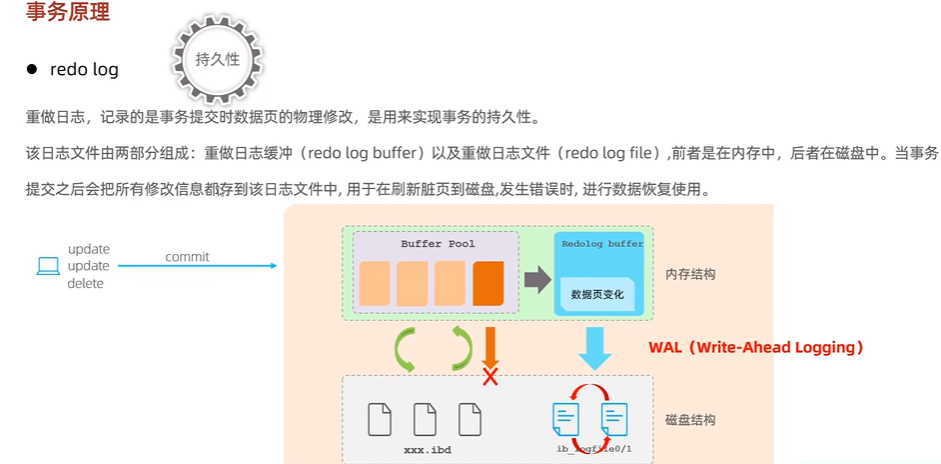 事务原理
持久性
redo log
重做日志，记录的是事务提交时数据页的物理修改，是用来实现事务的持久性。
该日志文件由两部分组成：重做日志缓冲（redo log buffer）以及重做日志文件（redo log file）,前者是在内存中，后者在磁盘中。当事务
提交之后会把所有修改信息都存到该日志文件中, 用于在刷新脏页到磁盘,发生错误时, 进行数据恢复使用。
update
update
delete
commit
Buffer Pool
Redolog buffer
数据页变化
内存结构
WAL（Write-Ahead Logging）
xxx.ibd
ib_logfile0/1
磁盘结构